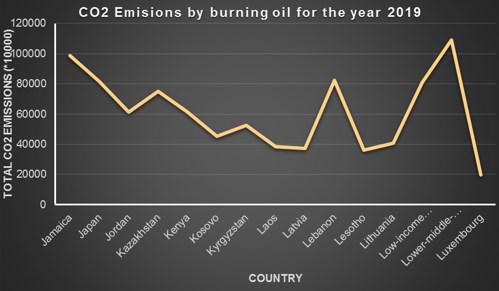 CO2 Emisions by burning oil for the year 2019
TOTAL CO2 EMISSIONS (*10000)
120000
100000
80000
60000
40000
20000
0
Jamaica
Japan
Jordan
Kazakhstan
Kenya
Kosovo
Kyrgyzstan
Laos
Latvia
Lebanon
Lesotho
Lithuania
Low-income…
Lower-middle-…
Luxembourg
COUNTRY